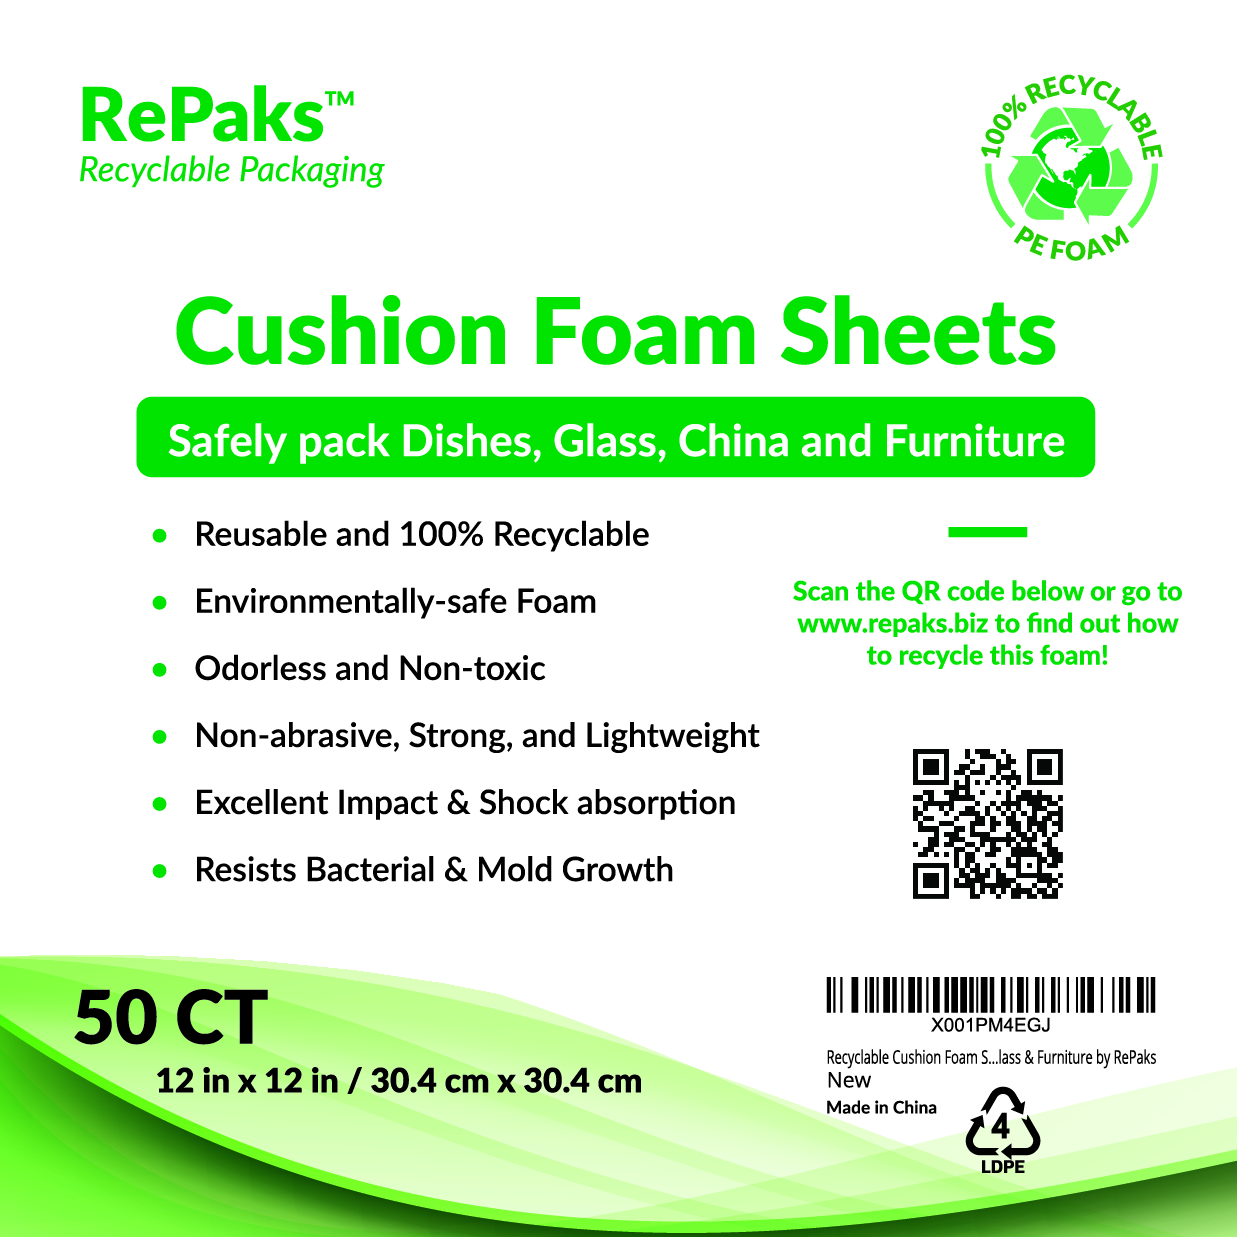 RePaks™
Recyclable Packaging
100% RECYCLABLE
PE FOAM
Cushion Foam Sheets
Safely pack Dishes, Glass, China and Furniture
• Reusable and 100% Recyclable
• Environmentally-safe Foam
• Odorless and Non-toxic
• Non-abrasive, Strong, and Lightweight
• Excellent Impact & Shock absorption
• Resists Bacterial & Mold Growth
Scan the QR code below or go to
www.repaks.biz to find out how
to recycle this foam!
50 CT
12 in x 12 in / 30.4 cm x 30.4 cm
X001PM4EGJ
Recyclable Cushion Foam S...lass & Furniture by RePaks
New
Made in China
4
LDPE